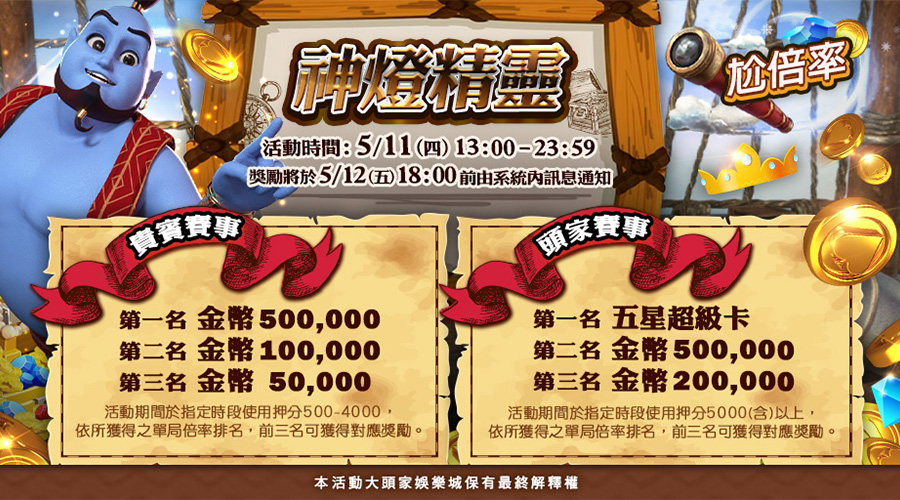 神燈精靈
尬倍率
活動時間：5/11(四) 13:00-23:59
獎勵將於5/12(五)18:00前由系統內訊息通知
貴賓賽事
第一名 金幣 500,000
第二名 金幣 100,000
第三名 金幣 50,000
活動期間於指定時段使用押分500-4000，
依所獲得之單局倍率排名，前三名可獲得對應獎勵。
頭家賽事
第一名 五星超級卡
第二名 金幣 500,000
第三名 金幣 200,000
活動期間於指定時段使用押分5000(含)以上，
依所獲得之單局倍率排名，前三名可獲得對應獎勵。
本活動大頭家娛樂城保有最終解釋權